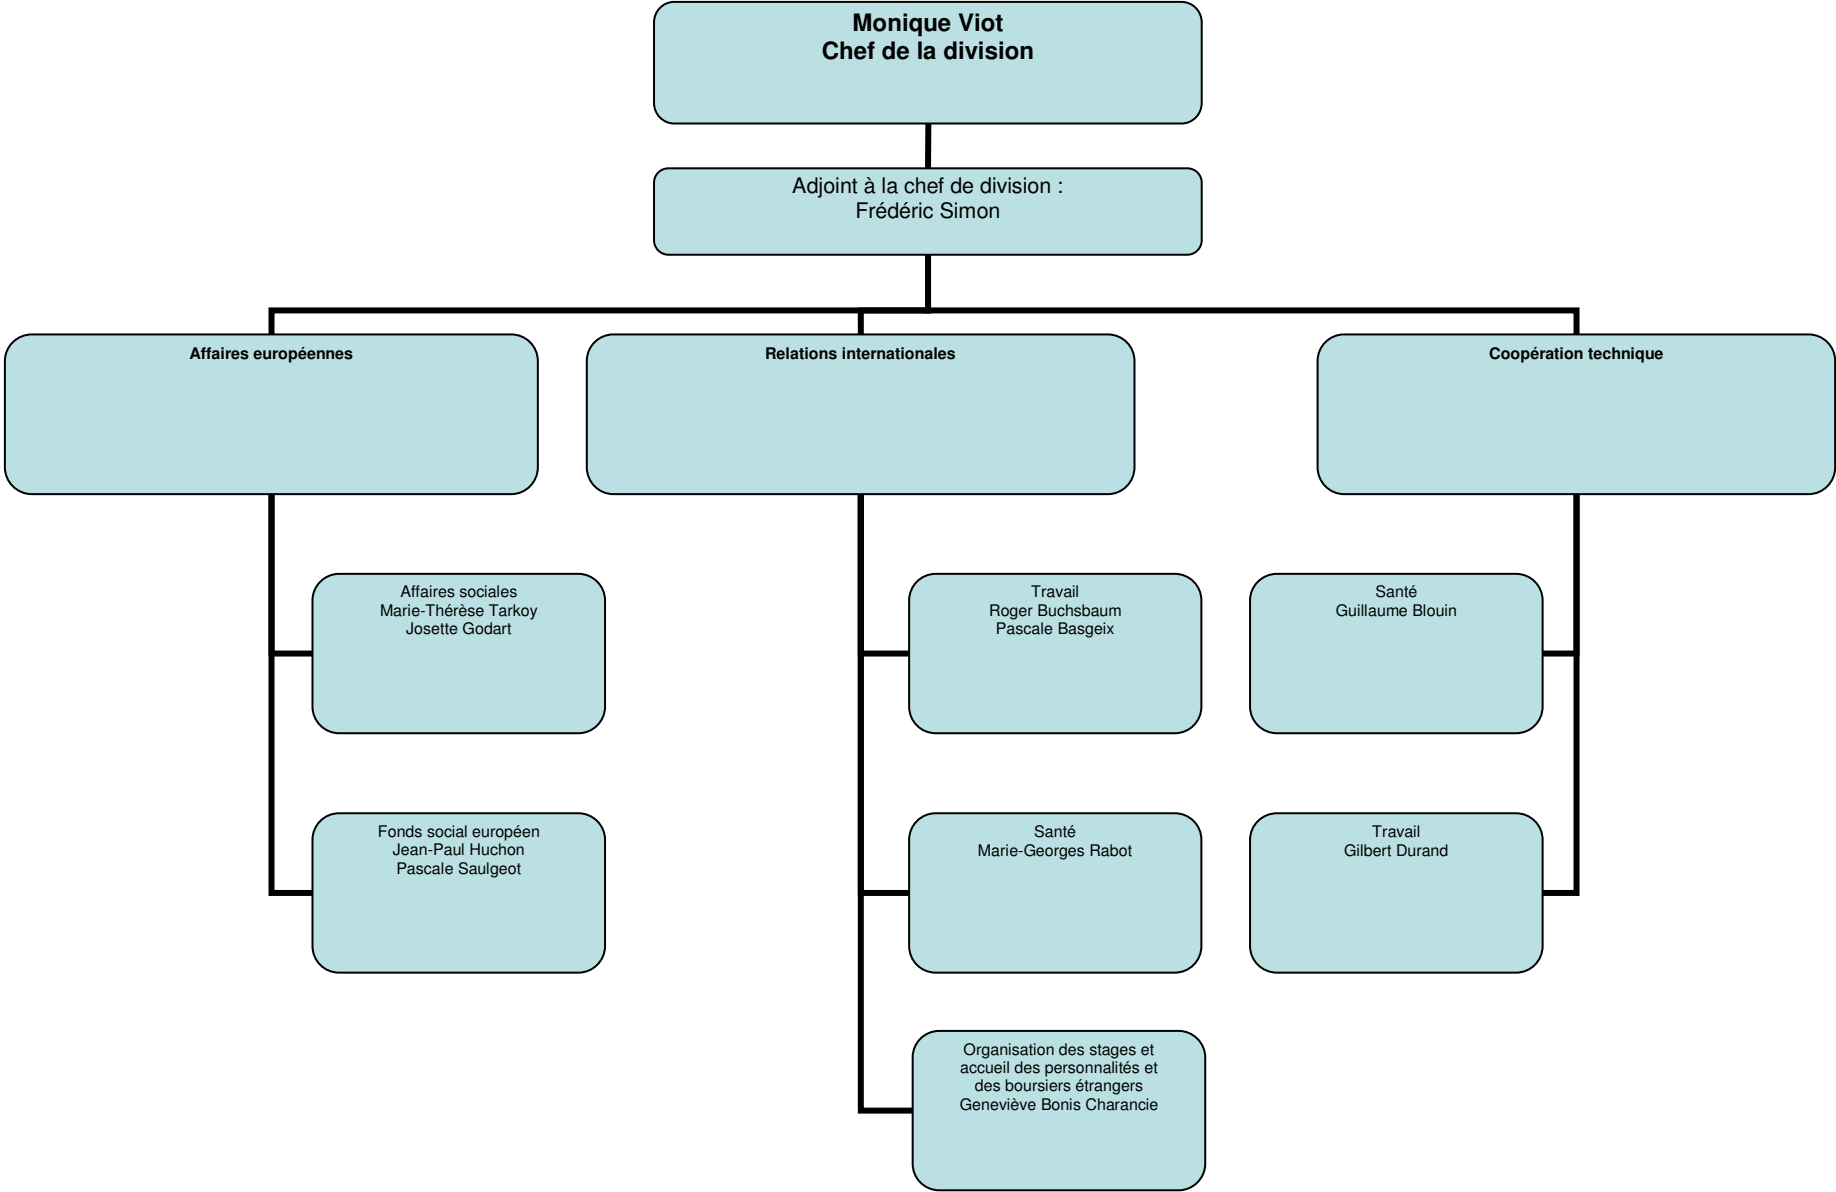 Monique Viot
Chef de la division
Adjoint à la chef de division :
Frédéric Simon
Affaires européennes
Relations internationales
Coopération technique
Affaires sociales
Marie-Thérèse Tarkoy
Josette Godart
Travail
Roger Buchsbaum
Pascale Basgeix
Santé
Guillaume Blouin
Fonds social européen
Jean-Paul Huchon
Pascale Saulgeot
Santé
Marie-Georges Rabot
Travail
Gilbert Durand
Organisation des stages et
accueil des personnalités et
des boursiers étrangers
Geneviève Bonis Charancie